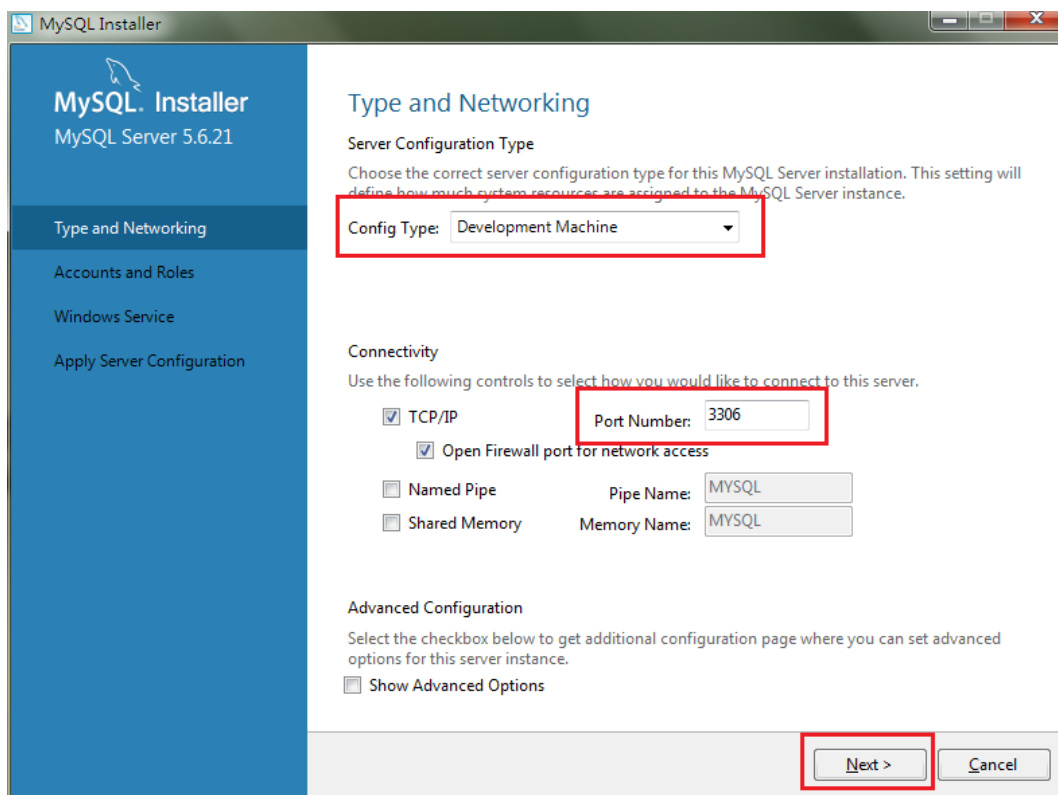 MySQL Installer
MySQL. Installer
MySQL Server 5.6.21
Type and Networking
Accounts and Roles
Windows Service
Apply Server Configuration
Type and Networking
Server Configuration Type
Choose the correct server configuration type for this MySQL Server installation. This setting will
define how much system resources are assigned to the MySQL Server instance.
Config Type: Development Machine
Connectivity
Use the following controls to select how you would like to connect to this server.
TCP/IP Port Number: 3306
Open Firewall port for network access
Named Pipe Pipe Name: MYSQL
Shared Memory Memory Name: MYSQL
Advanced Configuration
Select the checkbox below to get additional configuration page where you can set advanced
options for this server instance.
Show Advanced Options
Next > Cancel